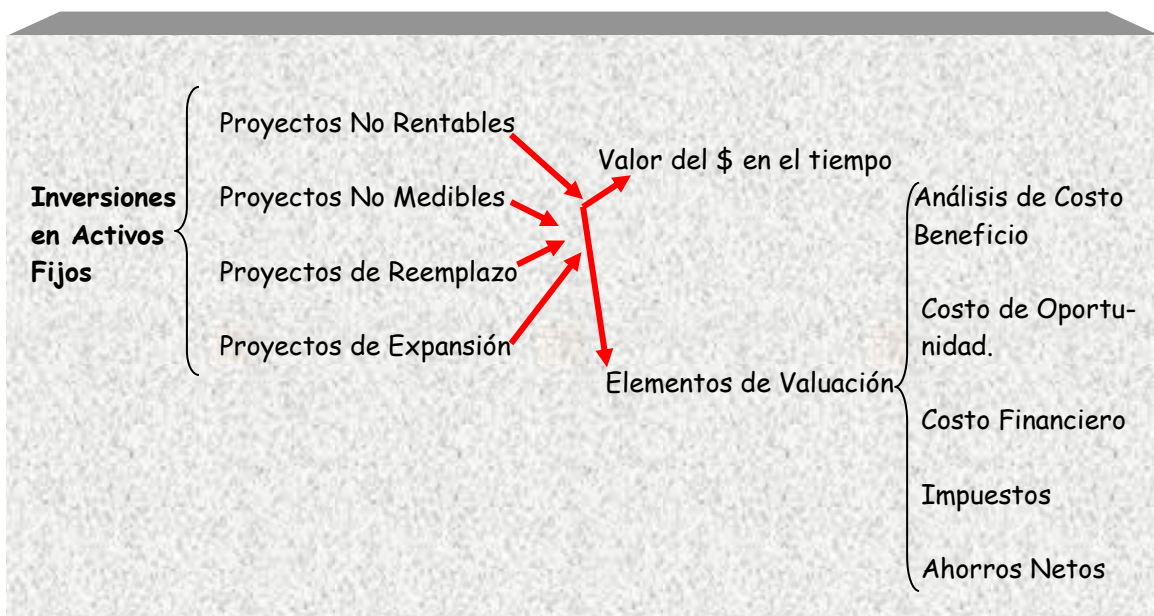 Inversiones
en Activos
Fijos
Proyectos No Rentables
Proyectos No Medibles
Proyectos de Reemplazo
Proyectos de Expansión
Valor del $ en el tiempo
Elementos de Valuación
Análisis de Costo
Beneficio
Costo de Oportu-
nidad.
Costo Financiero
Impuestos
Ahorros Netos